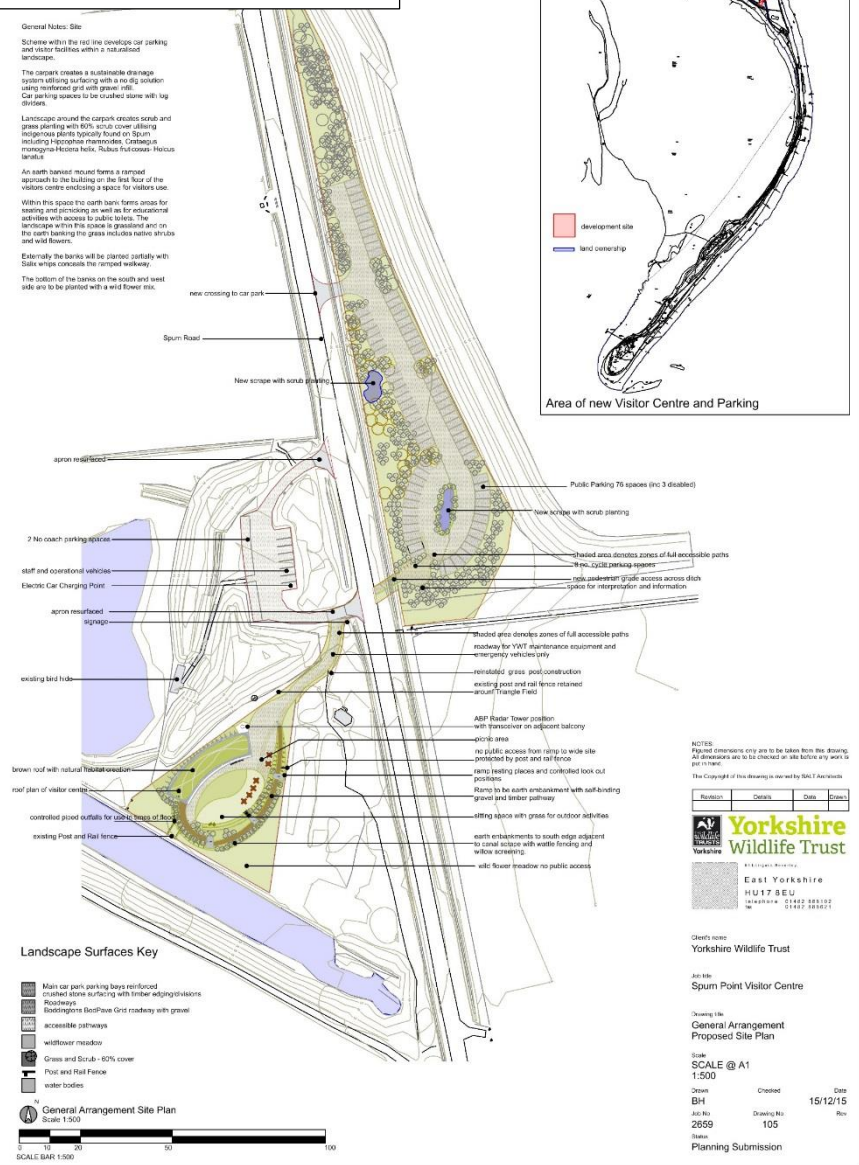 General Notes: Site
Scheme within the red line develops car parking
and visitor facilities within a naturalised
landscape.
The carpark creates a sustainable drainage
system utilising surfacing with a no dig solution
using reinforced grid with gravel infill.
Car parking spaces to be crushed stone with log
dividers.
Landscape around the carpark creates scrub and
grass planting with 60% scrub cover utilising
indigenous plants typically found on Spurn
including Hippophae rhamnoides, Crataegus
monogyna-Hedera helix, Rubus fruticosus- Holcus
lanatus
An earth banked mound forms a ramped
approach to the building on the first floor of the
visitors centre enclosing a space for visitors use.
Within this space the earth bank forms areas for
seating and picnicking as well as for educational
activities with access to public toilets. The
landscape within this space is grassland and on
the earth banking the grass includes native shrubs
and wild flowers.
Externally the banks will be planted partially with
Salix whips conceals the ramped walkway.
The bottom of the banks on the south and west
side are to be planted with a wild flower mix.
development site
land ownership
Area of new Visitor Centre and Parking
new crossing to car park
Spurn Road
New scrape with scrub planting
apron resurfaced
2 No coach parking spaces
staff and operational vehicles
Electric Car Charging Point
apron resurfaced
signage
existing bird hide
brown roof with natural habitat creation
roof plan of visitor centre
controlled piped outfalls for use in times of flood
existing Post and Rail fence
Public Parking 76 spaces (inc 3 disabled)
New scrape with scrub planting
shaded area denotes zones of full accessible paths
no. cycle parking spaces
new pedestrian grade access across ditch
space for interpretation and information
shaded area denotes zones of full accessible paths
roadway for YWT maintenance equipment and
emergency vehicles only
reinstated grass post construction
existing post and rail fence retained
around Triangle Field
ABP Radar Tower position
with transceiver on adjacent balcony
picnic area
no public access from ramp to wide site
protected by post and rail fence
ramp resting places and controlled look out
positions
Ramp to be earth embankment with self-binding
gravel and timber pathway
sitting space with grass for outdoor activities
earth embankments to south edge adjacent
to canal scrape with wattle fencing and
willow screening.
wild flower meadow no public access
NOTES:
Figured dimensions only are to be taken from this drawing.
All dimensions are to be checked on site before any work is
put in hand.
The Copyright of this drawing is owned by SALT Architects
Revision Details Date Drawn
wildlife
TRUSTS
Yorkshire
Yorkshire
Wildlife Trust
East Yorkshire
HU17 8EU
telephone
Client's name
Yorkshire Wildlife Trust
Job title
Spurn Point Visitor Centre
Drawing title
General Arrangement
Proposed Site Plan
Scale
SCALE @ A1
1:500
Drawn Checked Date
BH 15/12/15
Job No Drawing No Rev
2659 105
Status
Planning Submission
Landscape Surfaces Key
Main car park parking bays reinforced
crushed stone surfacing with timber edging/divisions
Roadways
Boddingtons BodPave Grid roadway with gravel
accessible pathways
wildflower meadow
Grass and Scrub - 60% cover
Post and Rail Fence
water bodies
N
General Arrangement Site Plan
Scale 1:500
0 10 20 50 100
SCALE BAR 1:500